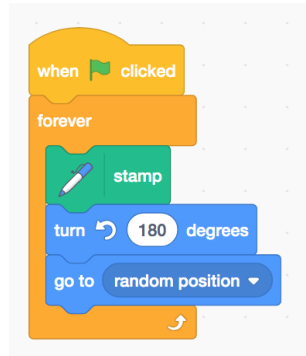 when clicked
forever
stamp
turn 180 degrees
go to random position